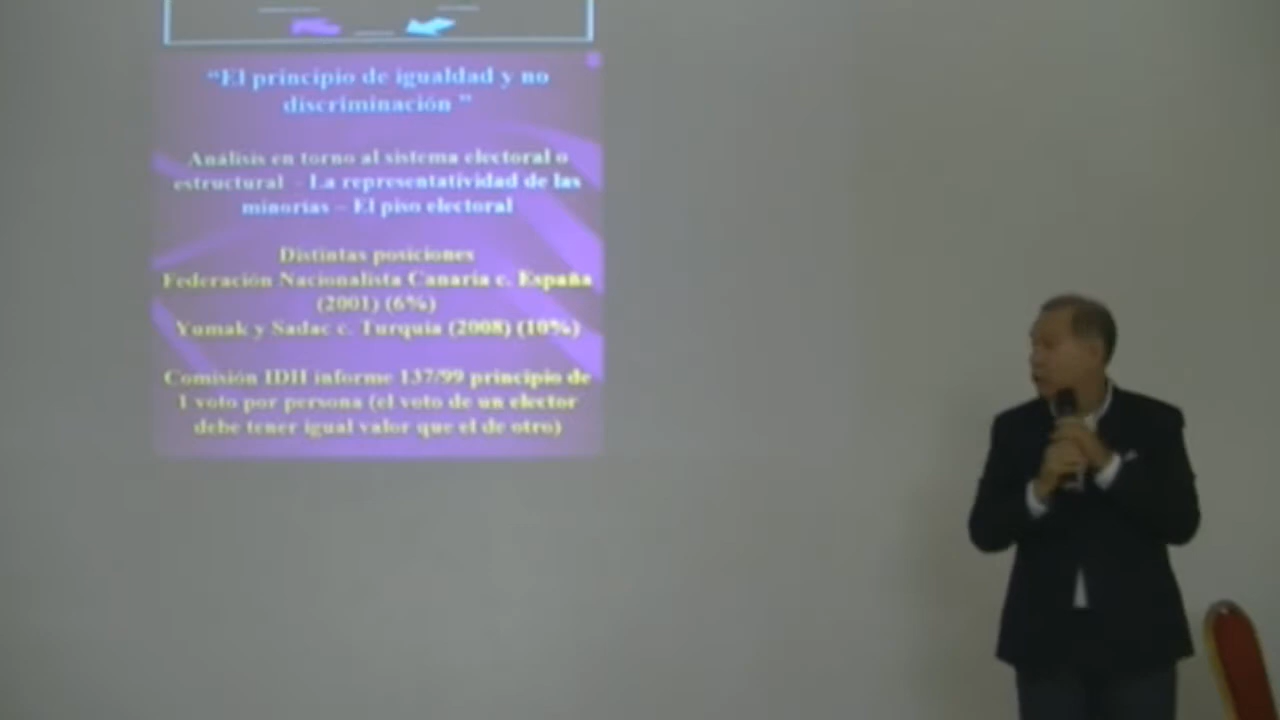 “El principio de igualdad y no
discriminación ”
Análisis en torno al sistema electoral o
estructural - La representatividad de las
minorías – El piso electoral
Distintas posiciones
Federación Nacionalista Canaria c. España
(2001) (6%)
Yumak y Sadac c. Turquía (2008) (10%)
Comisión IDH informe 137/99 principio de
1 voto por persona (el voto de un elector
debe tener igual valor que el de otro)